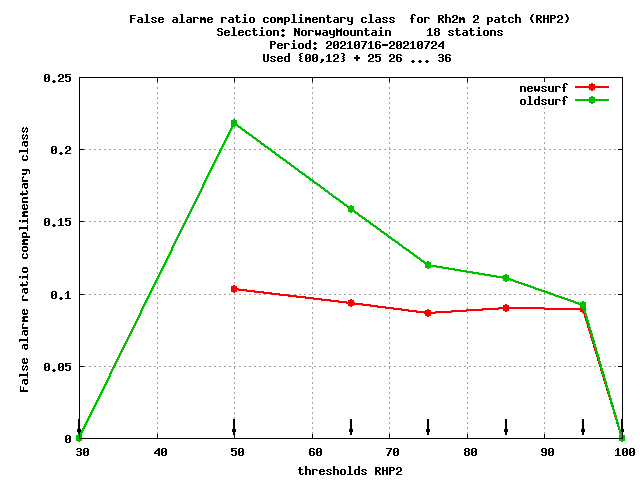 False alarme ratio complimentary class  for Rh2m 2 patch (RHP2)
Selection: NorwayMountain     18 stations
Period: 20210716-20210724
Used {00,12} + 25 26 ... 36
newsurf
oldsurf
False alarme ratio complimentary class
0.25
0.2
0.15
0.1
0.05
0
30 40 50 60 70 80 90 100
thresholds RHP2